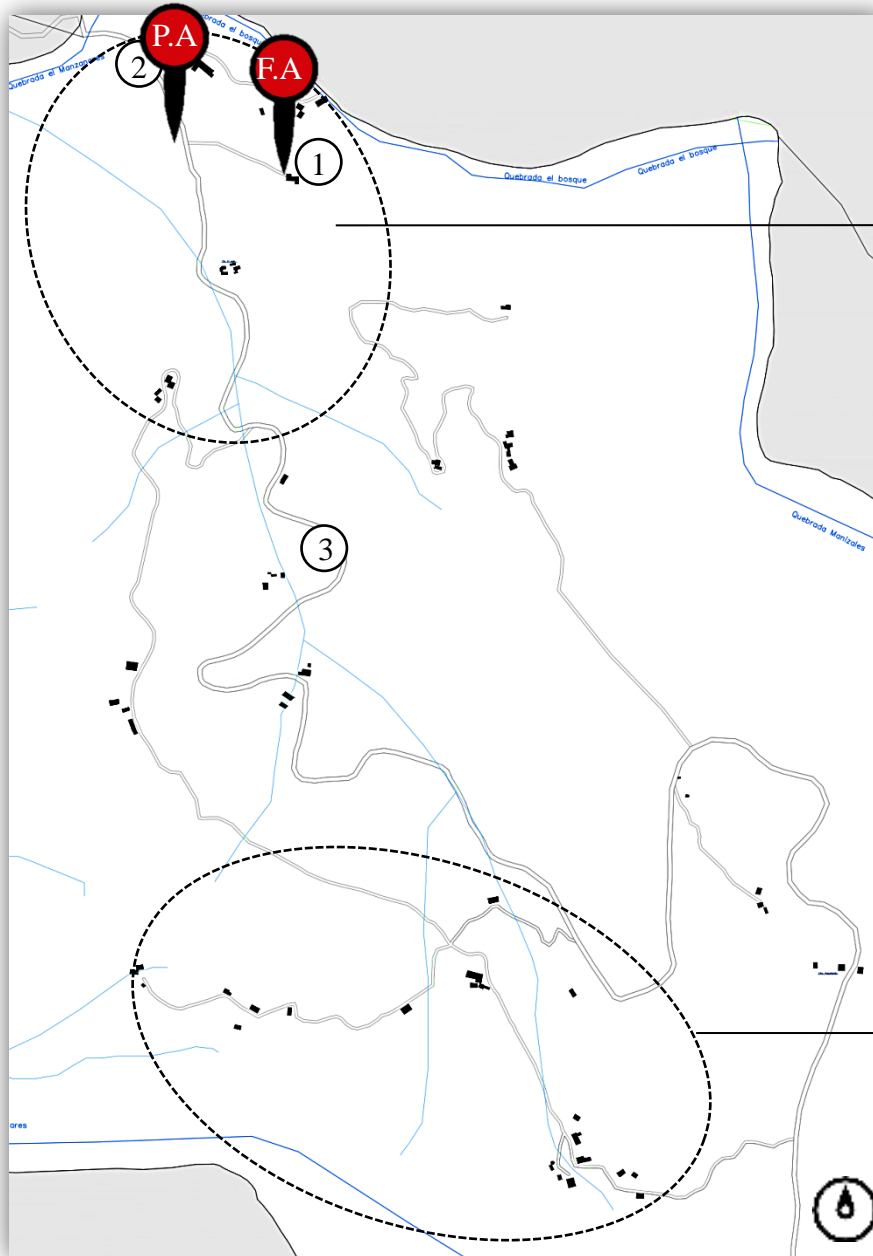 P.A
F.A
2
Quebrada el Manzanares
Quebrada el bosque
1
Quebrada el bosque
Quebrada el bosque
Quebrada Manizales
3
ares